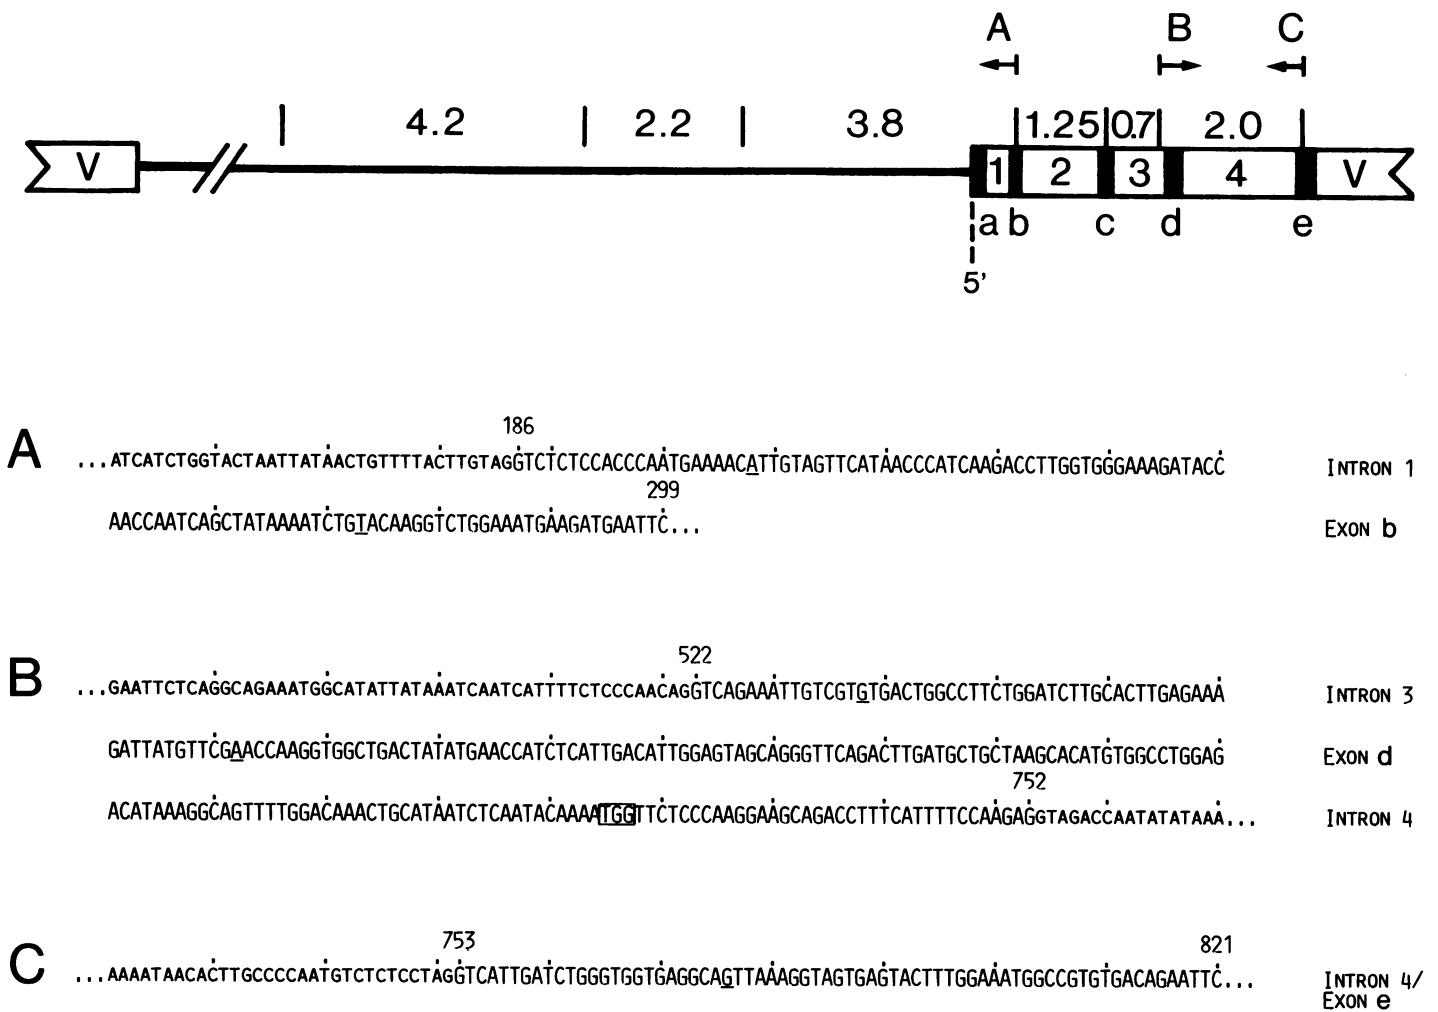 A B C
4.2 2.2 3.8 1.25 0.7 2.0
V 1 2 3 4 V
a b c d e
5'
186
A ...ATCATCTGGTACTAATTATAACTGTTTTACTTGTAGGTCTCTCCACCCAATGAAAACATTGTAGTTCATAACCCATCAAGACCTTGGTGGGAAAGATACC INTRON 1
299
AACCAATCAGCTATAAAATCTGTACAAGGTCTGGAAATGAAGATGAATTC... EXON b
522
B ...GAATTCTCAGGCAGAAATGGCATATTATAAATCAATCATTTTCTCCCAACAGGTCAGAAATTGTCGTGTGACTGGCCTTCTGGATCTTGCACTTGAGAAA INTRON 3
GATTATGTTCGAACCAAGGTGGCTGACTATATGAACCATCTCATTGACATTGGAGTAGCAGGGTTCAGACTTGATGCTGCTAAGCACATGTGGCCTGGAG EXON d
752
ACATAAAGGCAGTTTTGGACAAACTGCATAATCTCAATACAAAATGGTTCTCCCAAGGAAGCAGACCTTTCATTTTCCAAGAGGTAGACCAATATATAAA... INTRON 4
753 821
C ...AAAATAACACTTGCCCCAATGTCTCTCCTAGGTCATTGATCTGGGTGGTGAGGCAGTTAAAGGTAGTGAGTACTTTGGAAATGGCCGTGTGACAGAATTC... INTRON 4/
EXON e